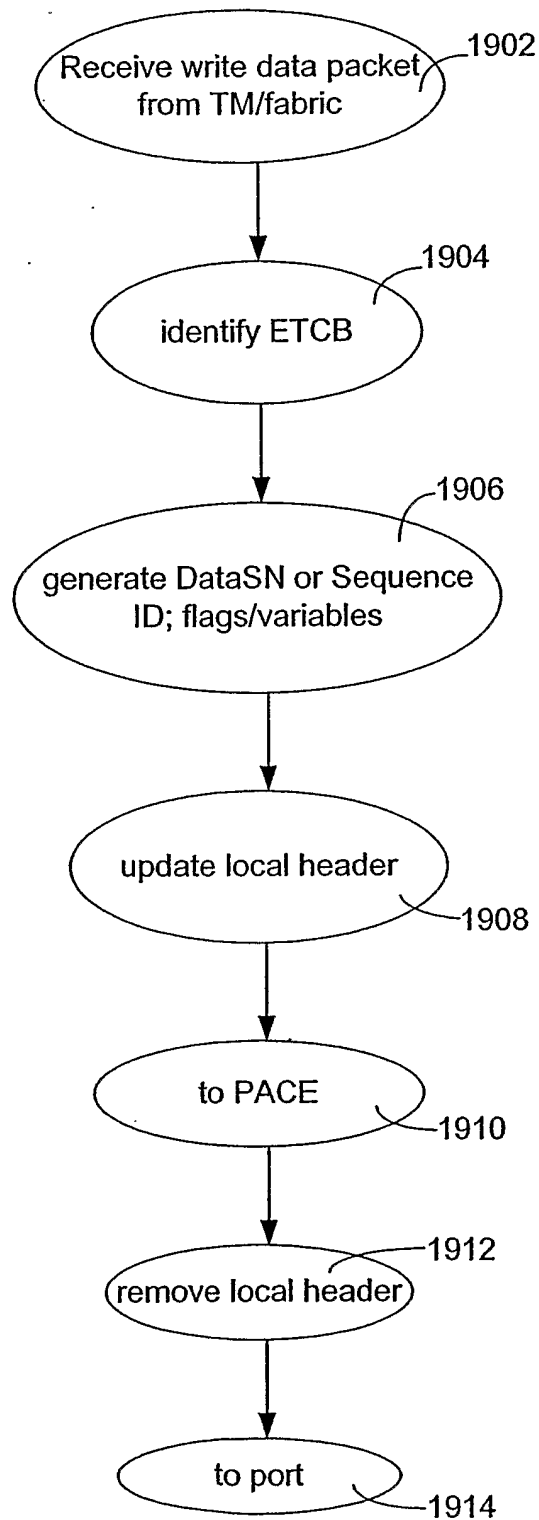 Receive write data packet
from TM/fabric
1902
1904
identify ETCB
1906
generate DataSN or Sequence
ID; flags/variables
update local header
1908
to PACE
1910
1912
remove local header
to port
1914